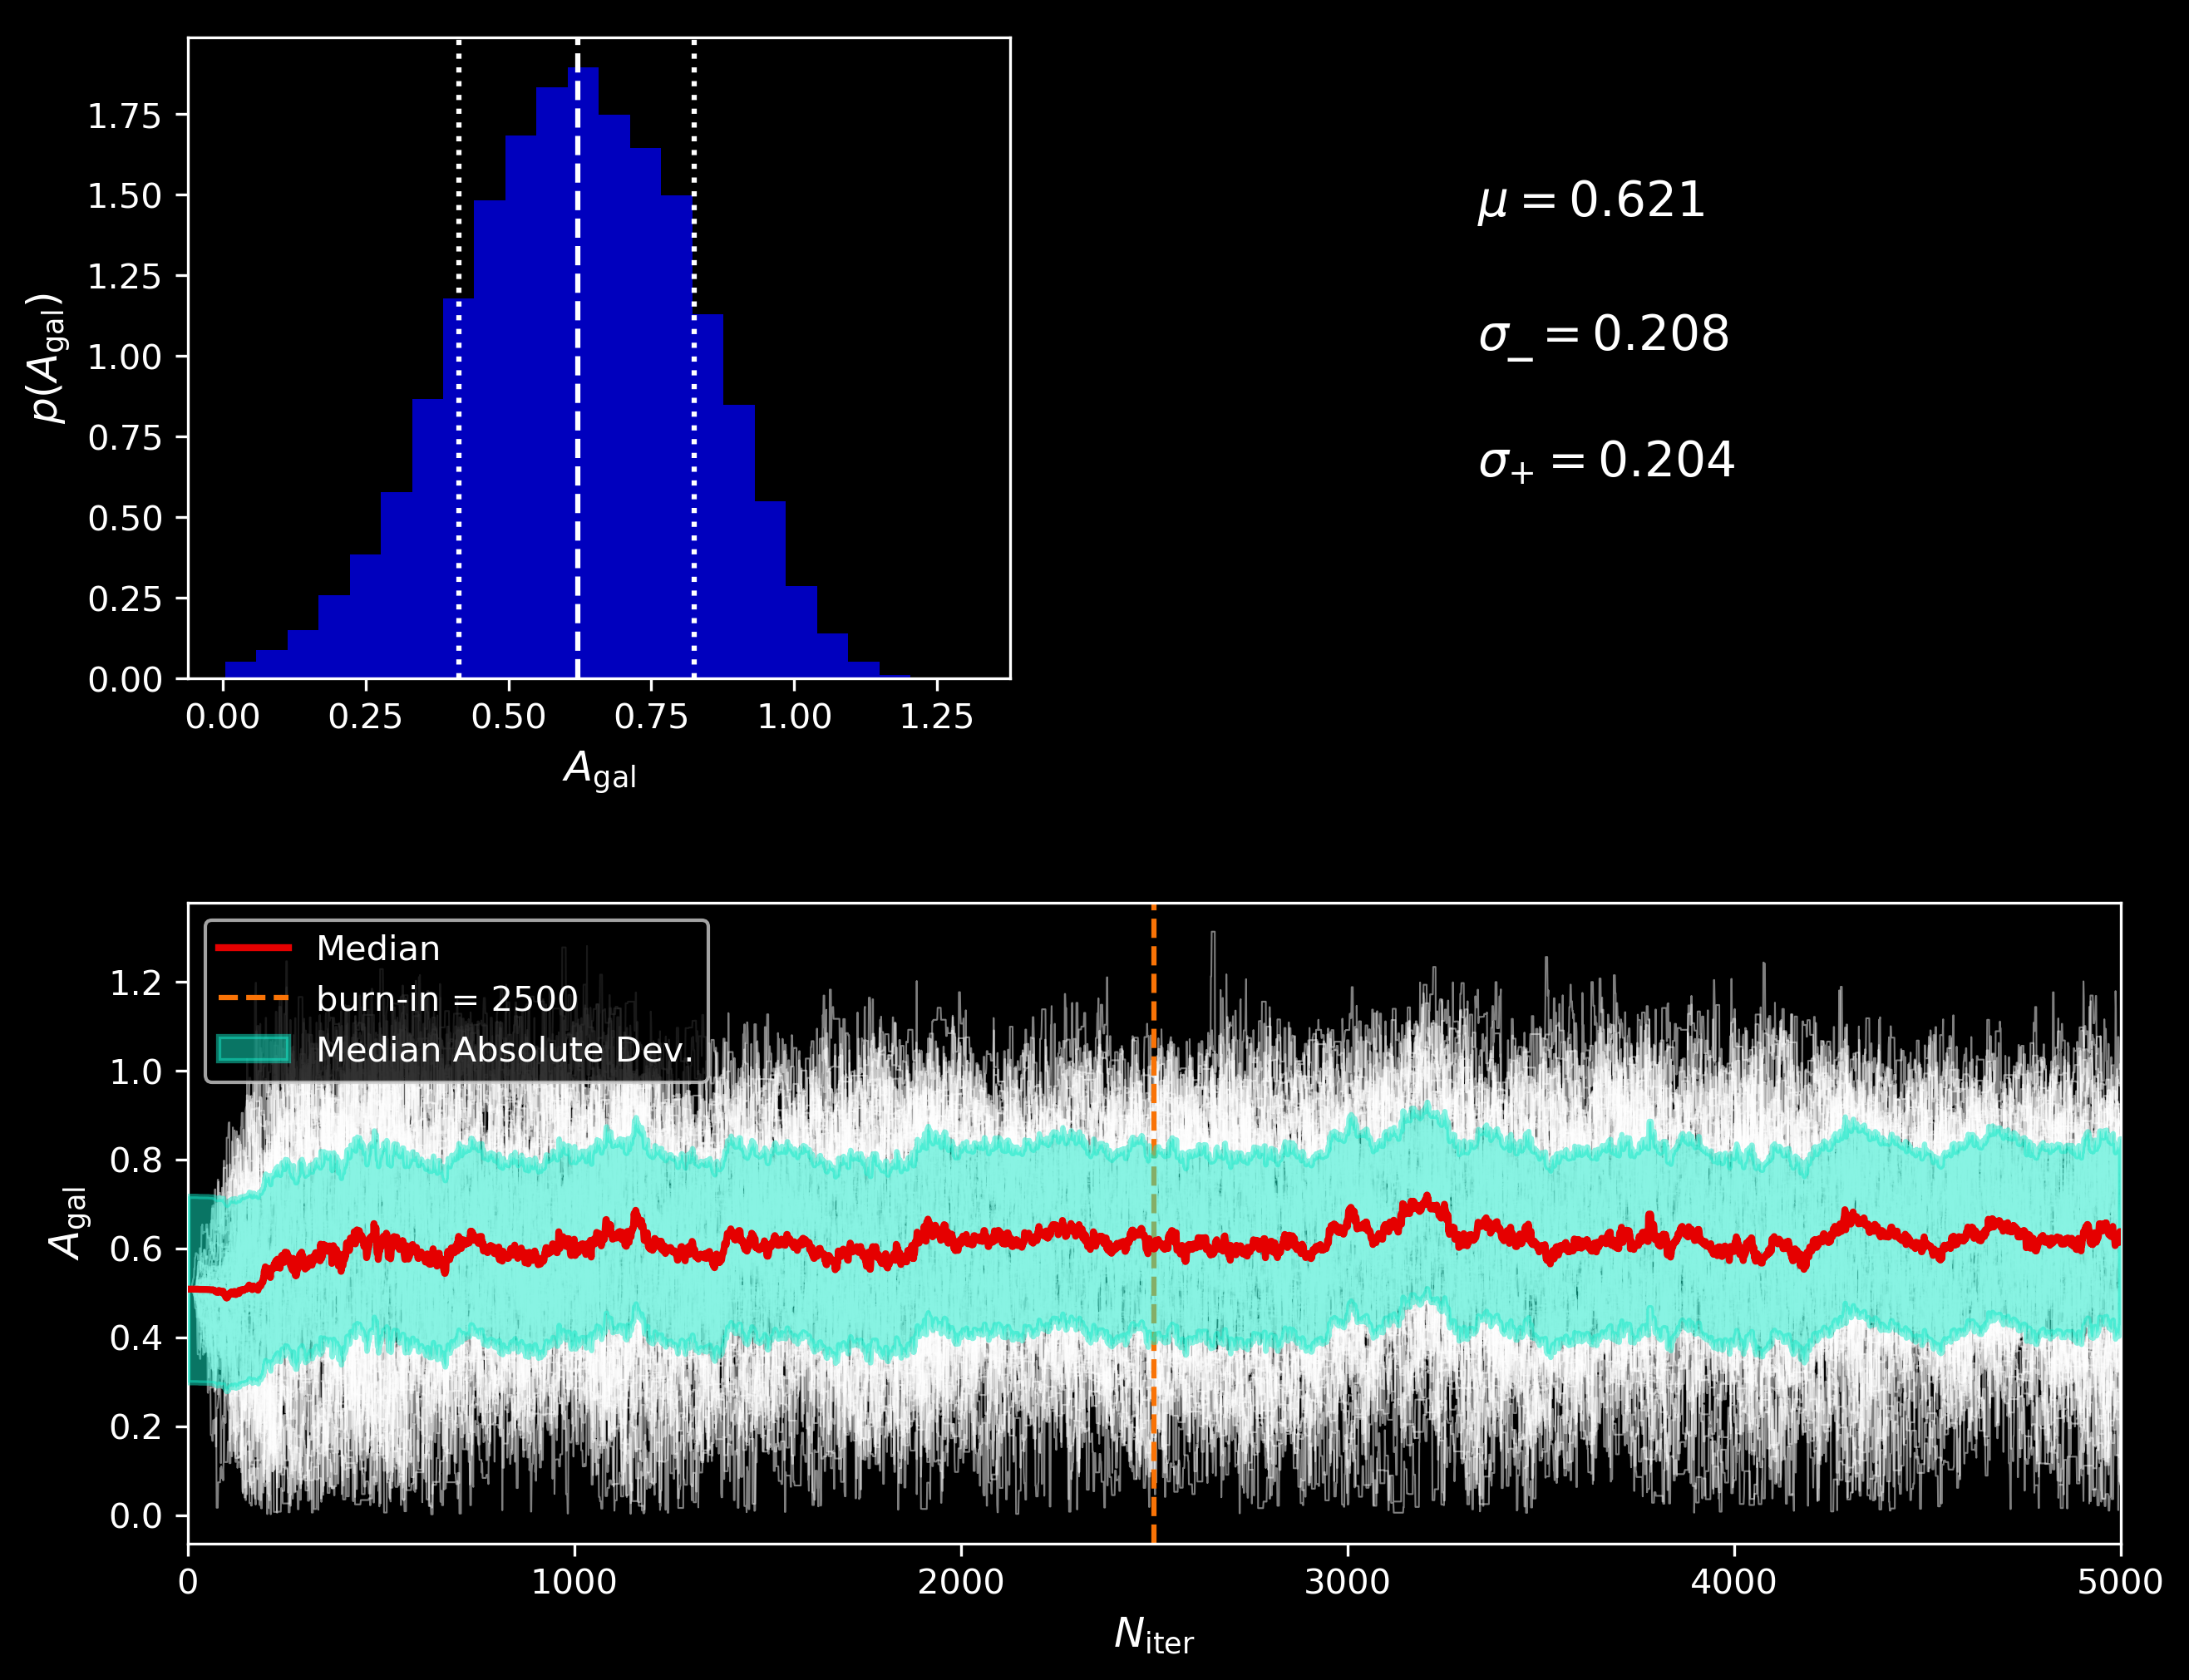 1.75
1.50
1.25
1.00
0.75
0.50
0.25
0.00
p(A_gal)
0.00 0.25 0.50 0.75 1.00 1.25
A_gal
μ = 0.621
σ_− = 0.208
σ_+ = 0.204
Median
burn-in = 2500
Median Absolute Dev.
1.2
1.0
0.8
0.6
0.4
0.2
0.0
A_gal
0 1000 2000 3000 4000 5000
N_iter